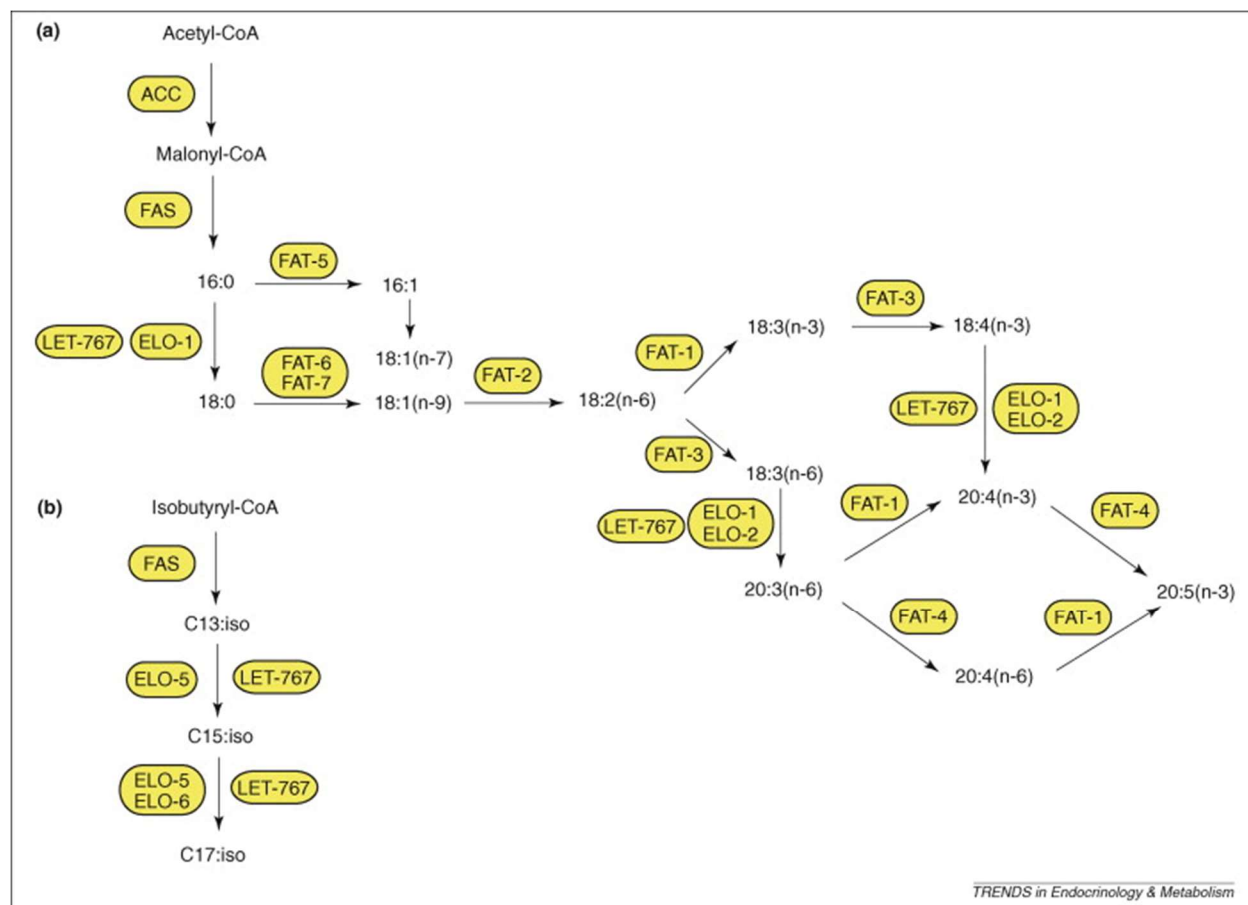 (a)
Acetyl-CoA
ACC
Malonyl-CoA
FAS
16:0
FAT-5
16:1
LET-767
ELO-1
FAT-6
FAT-7
18:1(n-7)
18:0
18:1(n-9)
FAT-2
18:2(n-6)
FAT-1
18:3(n-3)
FAT-3
18:4(n-3)
LET-767
ELO-1
ELO-2
FAT-3
18:3(n-6)
LET-767
ELO-1
ELO-2
20:3(n-6)
FAT-1
20:4(n-3)
FAT-4
20:5(n-3)
FAT-4
20:4(n-6)
FAT-1
(b)
Isobutyryl-CoA
FAS
C13:iso
ELO-5
LET-767
C15:iso
ELO-5
ELO-6
LET-767
C17:iso
TRENDS in Endocrinology & Metabolism